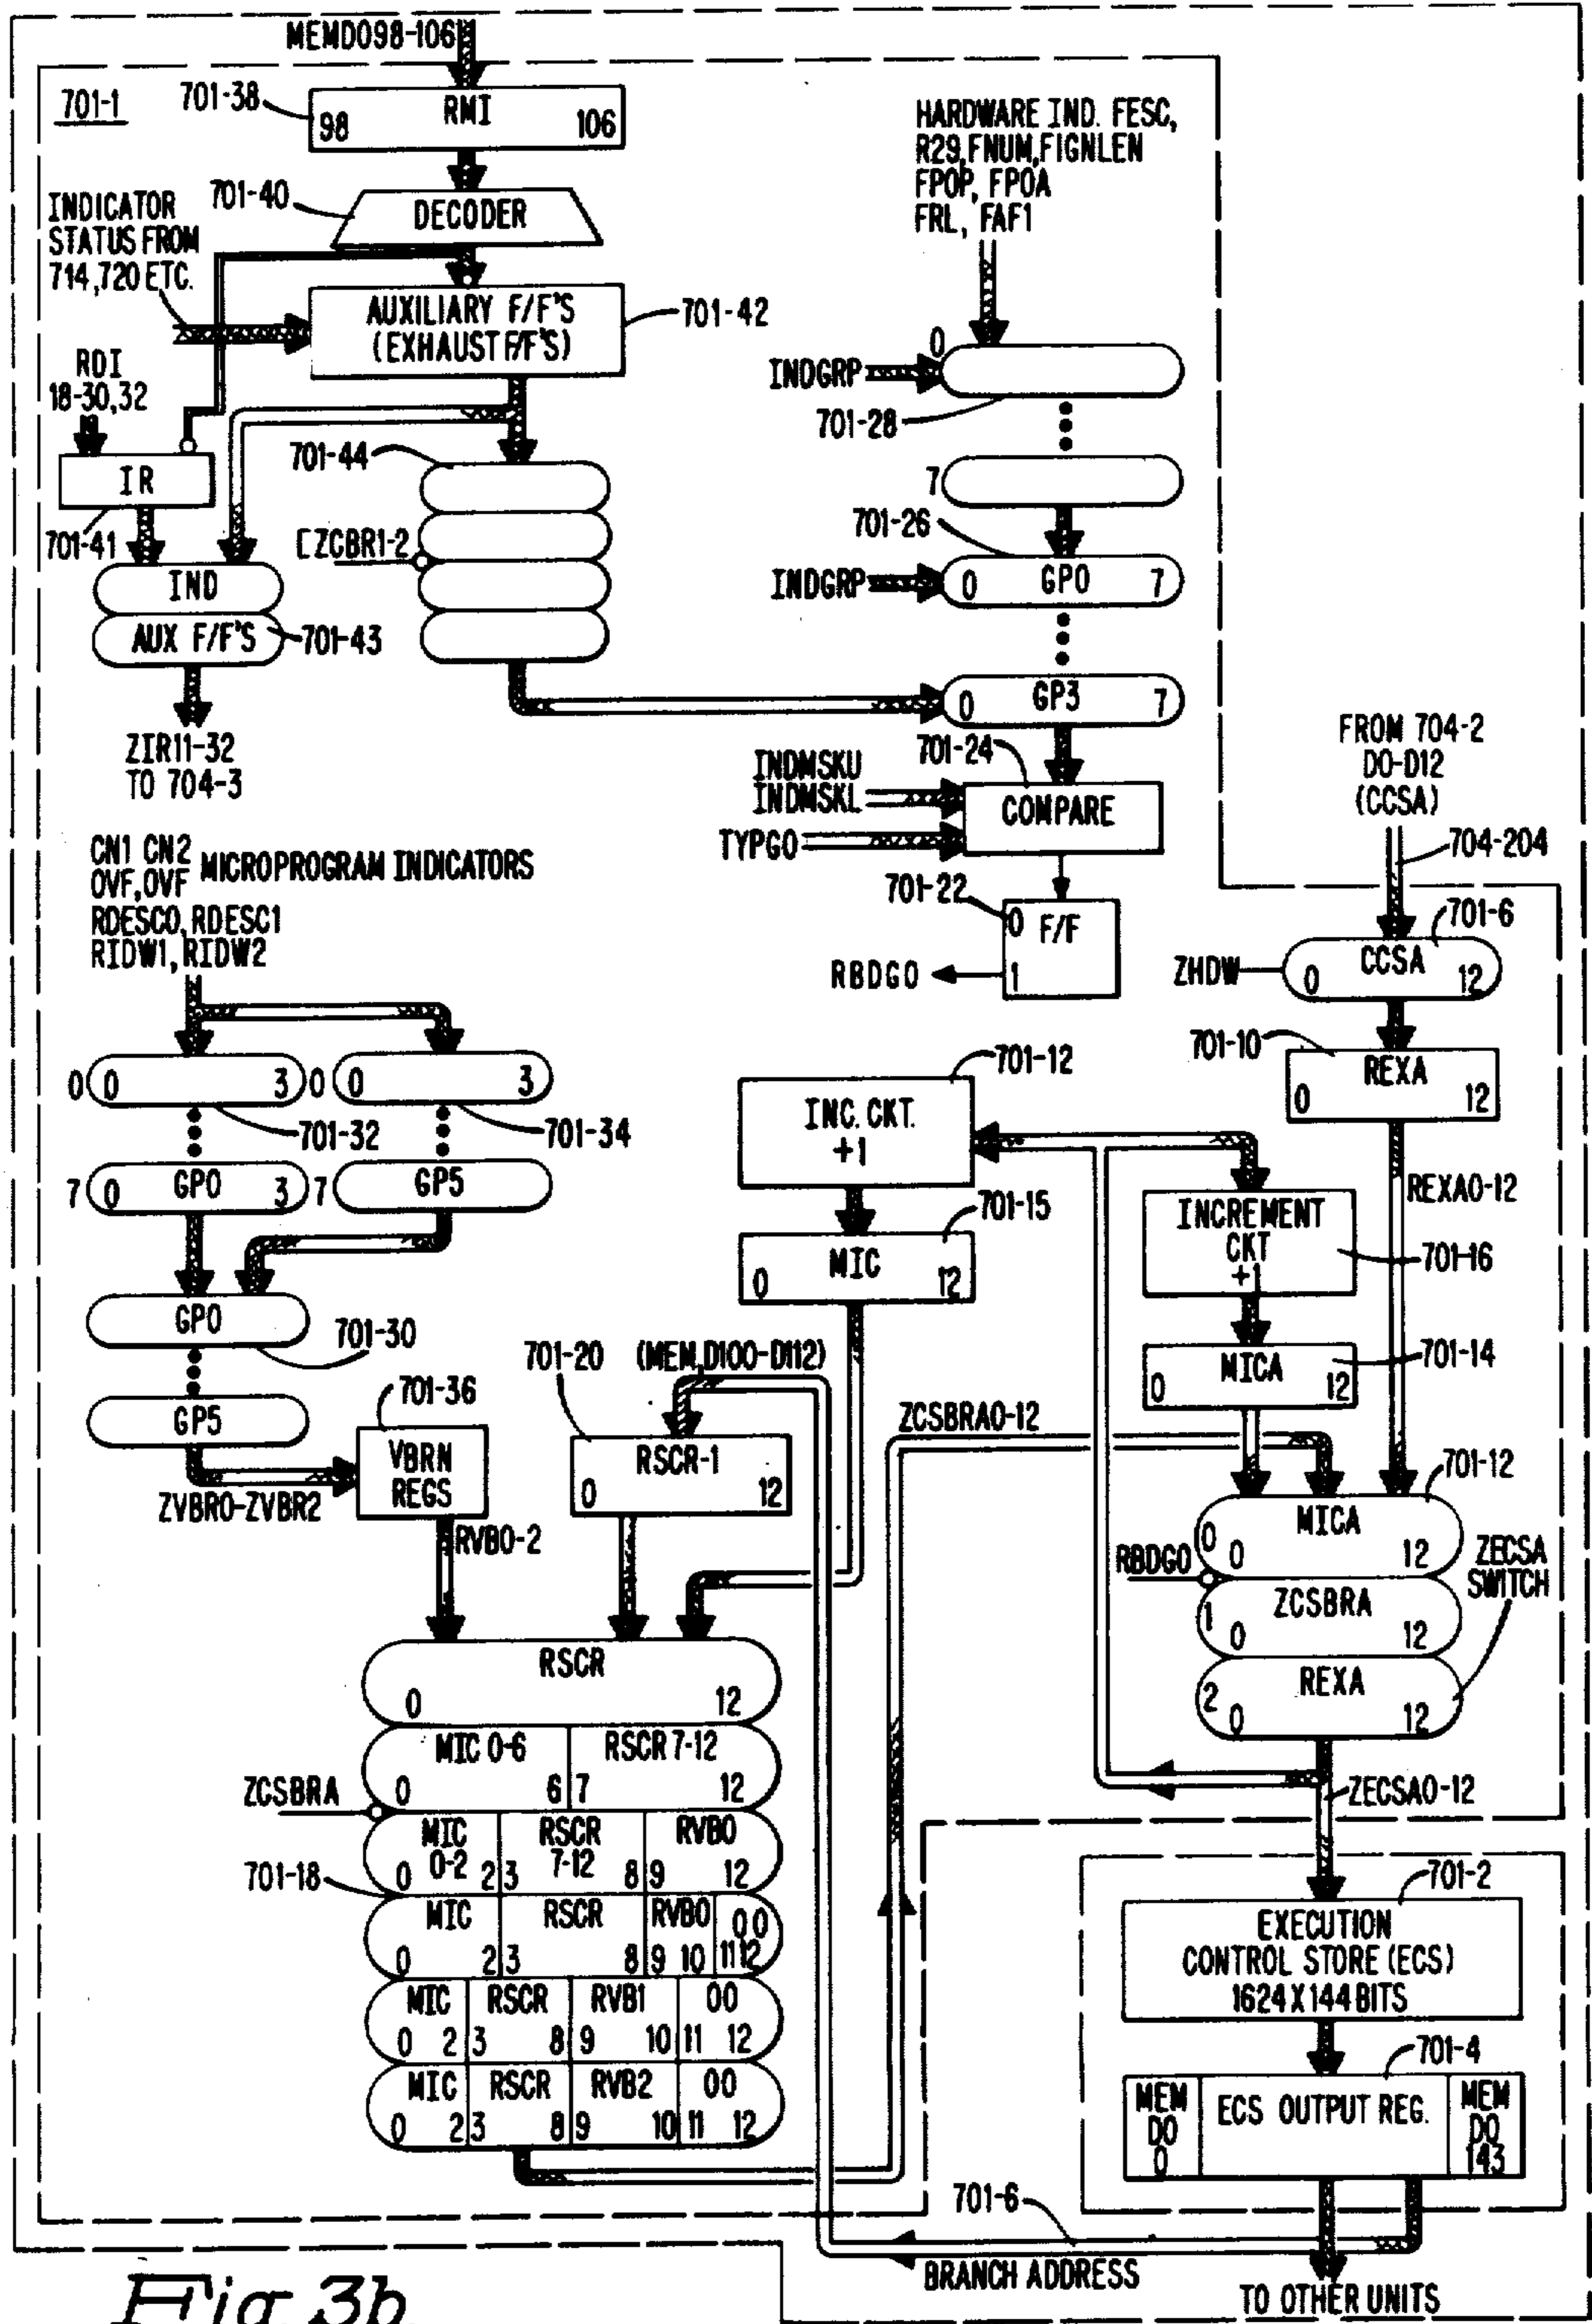 MEMDO98-106
701-1
701-38
RMI
98
106
701-40
DECODER
INDICATOR
STATUS FROM
714,720 ETC.
AUXILIARY F/F'S
(EXHAUST F/F'S)
701-42
RDI
18-30,32
IR
701-41
701-44
[ZCBR1-2
IND
AUX F/F'S
701-43
ZIR11-32
TO 704-3
HARDWARE IND. FESC,
R29,FNUM,FIGNLEN
FPOP, FPOA
FRL, FAF1
0
INDGRP
701-28
7
701-26
INDGRP
0 GPO 7
0 GP3 7
701-24
INDMSKU
INDMSKL
TYPGO
COMPARE
701-22
0 F/F
1
RBDGO
FROM 704-2
DO-D12
(CCSA)
704-204
701-6
ZHDW
0 CCSA 12
701-10
REXA
0 12
REXA0-12
CN1 CN2
OVF,OVF
MICROPROGRAM INDICATORS
RDESCO, RDESC1
RIDW1, RIDW2
0 0 3
0 0 3
701-32
701-34
7 0 GPO 3
7 GP5
GPO
701-30
GP5
701-36
VBRN
REGS
ZVBRO-ZVBR2
RVBO-2
701-12
INC. CKT.
+1
701-15
0 MIC 12
INCREMENT
CKT
+1
701-16
MICA
0 12
701-14
701-20
(MEM,D100-D112)
RSCR-1
0 12
ZCSBRAO-12
701-12
MICA
0 0 12
RBDGO
ZECSA
SWITCH
ZCSBRA
1 0 12
REXA
2 0 12
ZECSAO-12
RSCR
0 12
MIC 0-6 RSCR 7-12
0 6 7 12
ZCSBRA
MIC RSCR RVBO
0-2 7-12
0 2 3 8 9 12
701-18
MIC RSCR RVBO 00
0 2 3 8 9 10 11 12
MIC RSCR RVB1 00
0 2 3 8 9 10 11 12
MIC RSCR RVB2 00
0 2 3 8 9 10 11 12
701-2
EXECUTION
CONTROL STORE (ECS)
1624 X 144 BITS
701-4
MEM
DO
0
ECS OUTPUT REG.
MEM
DO
143
701-6
BRANCH ADDRESS
TO OTHER UNITS
Fig. 3b